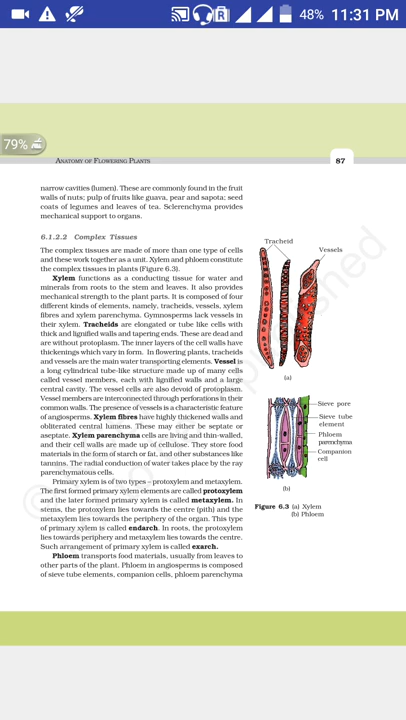 48% 11:31 PM
79%
ANATOMY OF FLOWERING PLANTS 87
narrow cavities (lumen). These are commonly found in the fruit
walls of nuts; pulp of fruits like guava, pear and sapota; seed
coats of legumes and leaves of tea. Sclerenchyma provides
mechanical support to organs.
6.1.2.2 Complex Tissues
The complex tissues are made of more than one type of cells
and these work together as a unit. Xylem and phloem constitute
the complex tissues in plants (Figure 6.3).
Xylem functions as a conducting tissue for water and
minerals from roots to the stem and leaves. It also provides
mechanical strength to the plant parts. It is composed of four
different kinds of elements, namely, tracheids, vessels, xylem
fibres and xylem parenchyma. Gymnosperms lack vessels in
their xylem. Tracheids are elongated or tube like cells with
thick and lignified walls and tapering ends. These are dead and
are without protoplasm. The inner layers of the cell walls have
thickenings which vary in form. In flowering plants, tracheids
and vessels are the main water transporting elements. Vessel is
a long cylindrical tube-like structure made up of many cells
called vessel members, each with lignified walls and a large
central cavity. The vessel cells are also devoid of protoplasm.
Vessel members are interconnected through perforations in their
common walls. The presence of vessels is a characteristic feature
of angiosperms. Xylem fibres have highly thickened walls and
obliterated central lumens. These may either be septate or
aseptate. Xylem parenchyma cells are living and thin-walled,
and their cell walls are made up of cellulose. They store food
materials in the form of starch or fat, and other substances like
tannins. The radial conduction of water takes place by the ray
parenchymatous cells.
Primary xylem is of two types – protoxylem and metaxylem.
The first formed primary xylem elements are called protoxylem
and the later formed primary xylem is called metaxylem. In
stems, the protoxylem lies towards the centre (pith) and the
metaxylem lies towards the periphery of the organ. This type
of primary xylem is called endarch. In roots, the protoxylem
lies towards periphery and metaxylem lies towards the centre.
Such arrangement of primary xylem is called exarch.
Phloem transports food materials, usually from leaves to
other parts of the plant. Phloem in angiosperms is composed
of sieve tube elements, companion cells, phloem parenchyma
Tracheid
Vessels
(a)
Sieve pore
Sieve tube
element
Phloem
parenchyma
Companion
cell
(b)
Figure 6.3 (a) Xylem
(b) Phloem